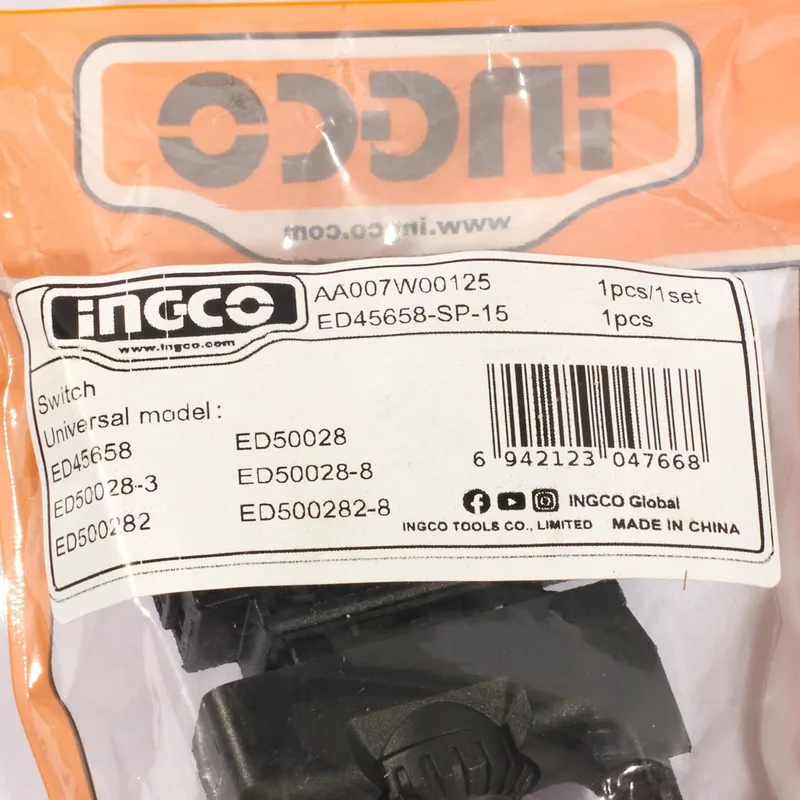 INGCO
www.ingco.com
INGCO
www.ingco.com
AA007W00125 1pcs/1set
ED45658-SP-15 1pcs
Switch
Universal model:
ED45658 ED50028
ED50028-3 ED50028-8
ED500282 ED500282-8
6 942123 047668
INGCO Global
INGCO TOOLS CO., LIMITED MADE IN CHINA